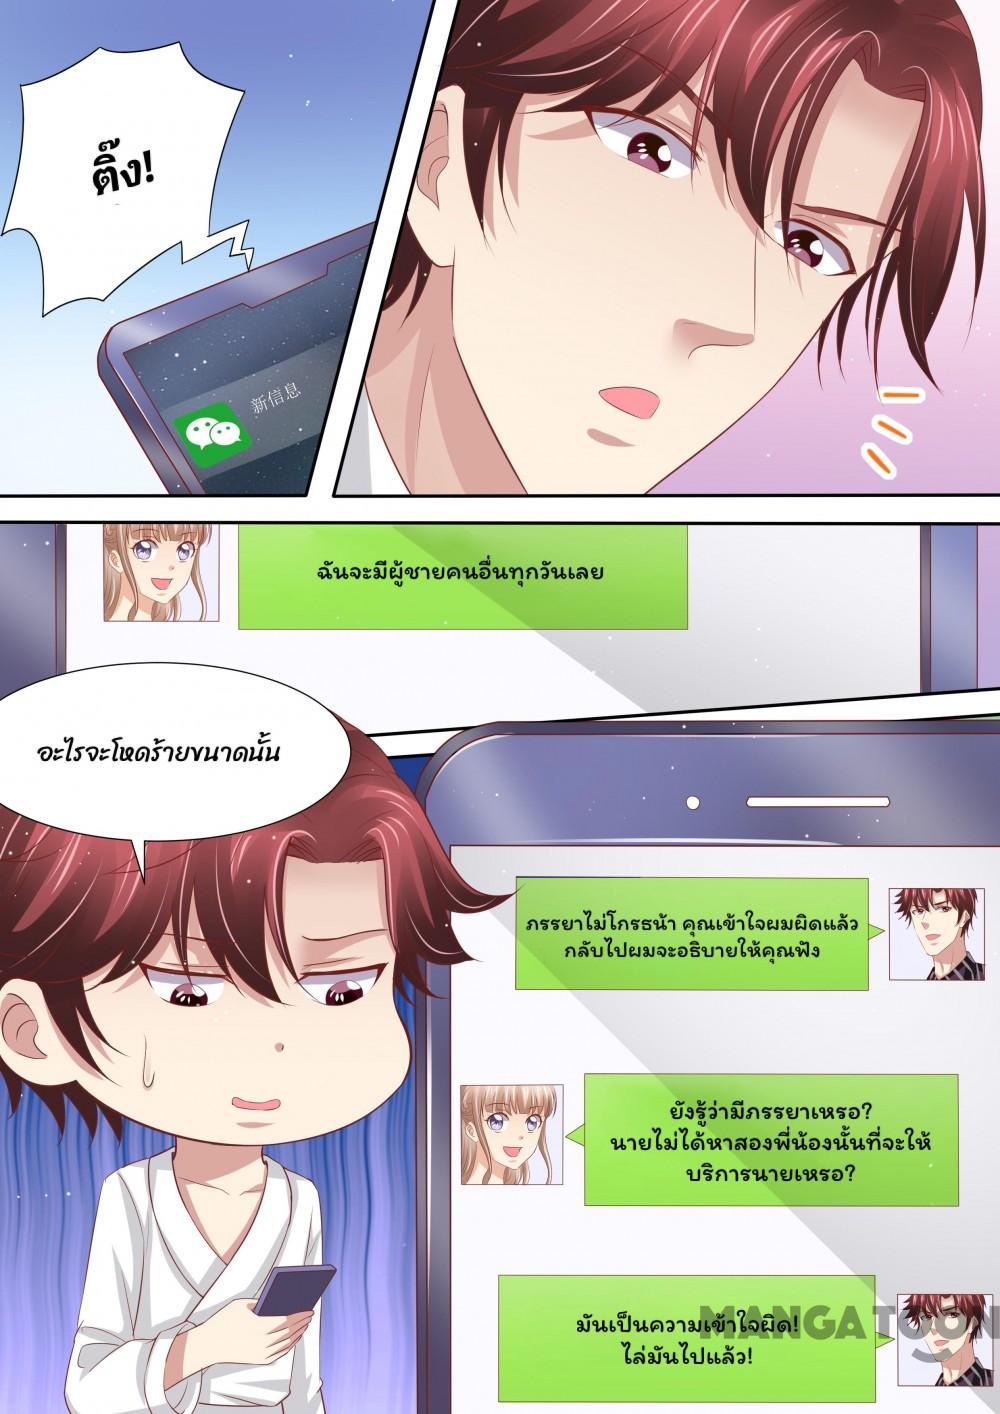 ติ๊ง!
新信息
ฉันจะมีผู้ชายคนอื่นทุกวันเลย
อะไรจะโหดร้ายขนาดนั้น
ภรรยาไม่โกรธน้า คุณเข้าใจผมผิดแล้ว
กลับไปผมจะอธิบายให้คุณฟัง
ยังรู้ว่ามีภรรยาเหรอ?
นายไม่ได้หาสองพี่น้องนั้นที่จะให้
บริการนายเหรอ?
มันเป็นความเข้าใจผิด!
ไล่มันไปแล้ว!
MANGATOON